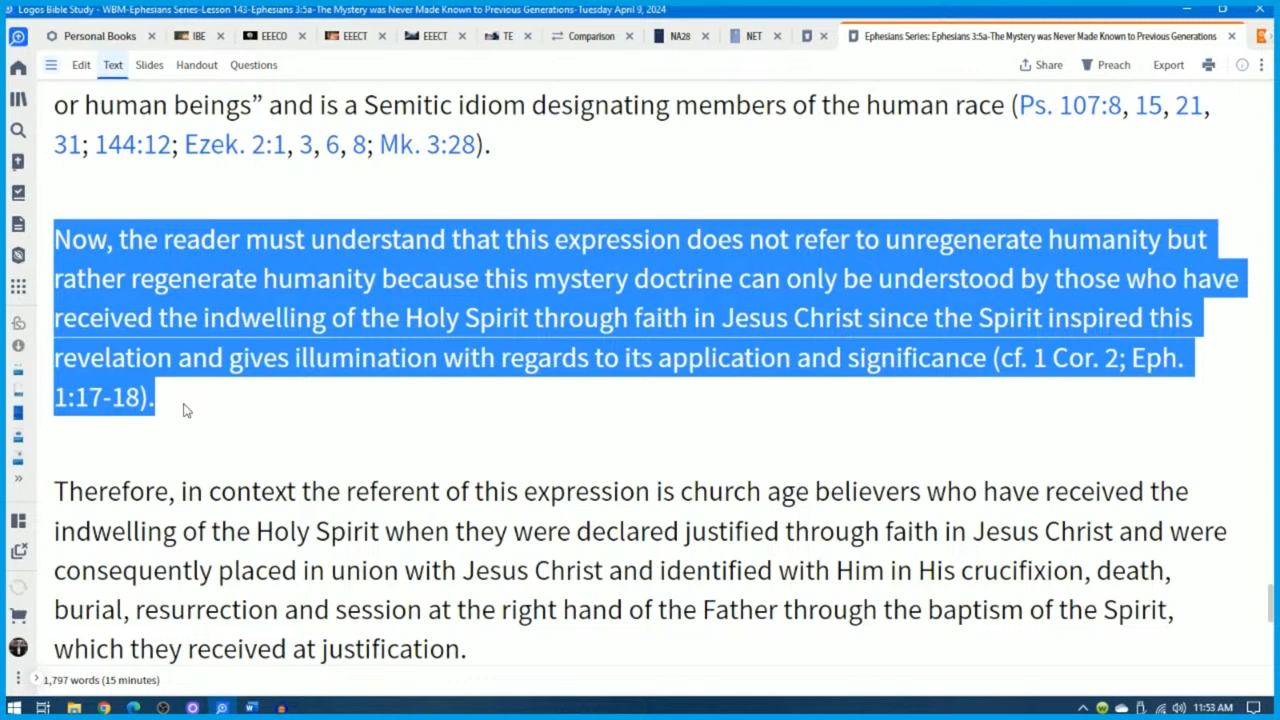 Logos Bible Study - WBM-Ephesians Series-Lesson 143-Ephesians 3:5a-The Mystery was Never Made Known to Previous Generations-Tuesday April 9, 2024
Personal Books IBE EEECO EEECT EEECT TE Comparison NA28 NET Ephesians Series: Ephesians 3:5a-The Mystery was Never Made Known to Previous Generations
Edit Text Slides Handout Questions Share Preach Export
or human beings” and is a Semitic idiom designating members of the human race (Ps. 107:8, 15, 21,
31; 144:12; Ezek. 2:1, 3, 6, 8; Mk. 3:28).
Now, the reader must understand that this expression does not refer to unregenerate humanity but
rather regenerate humanity because this mystery doctrine can only be understood by those who have
received the indwelling of the Holy Spirit through faith in Jesus Christ since the Spirit inspired this
revelation and gives illumination with regards to its application and significance (cf. 1 Cor. 2; Eph.
1:17-18).
Therefore, in context the referent of this expression is church age believers who have received the
indwelling of the Holy Spirit when they were declared justified through faith in Jesus Christ and were
consequently placed in union with Jesus Christ and identified with Him in His crucifixion, death,
burial, resurrection and session at the right hand of the Father through the baptism of the Spirit,
which they received at justification.
1,797 words (15 minutes)
11:53 AM